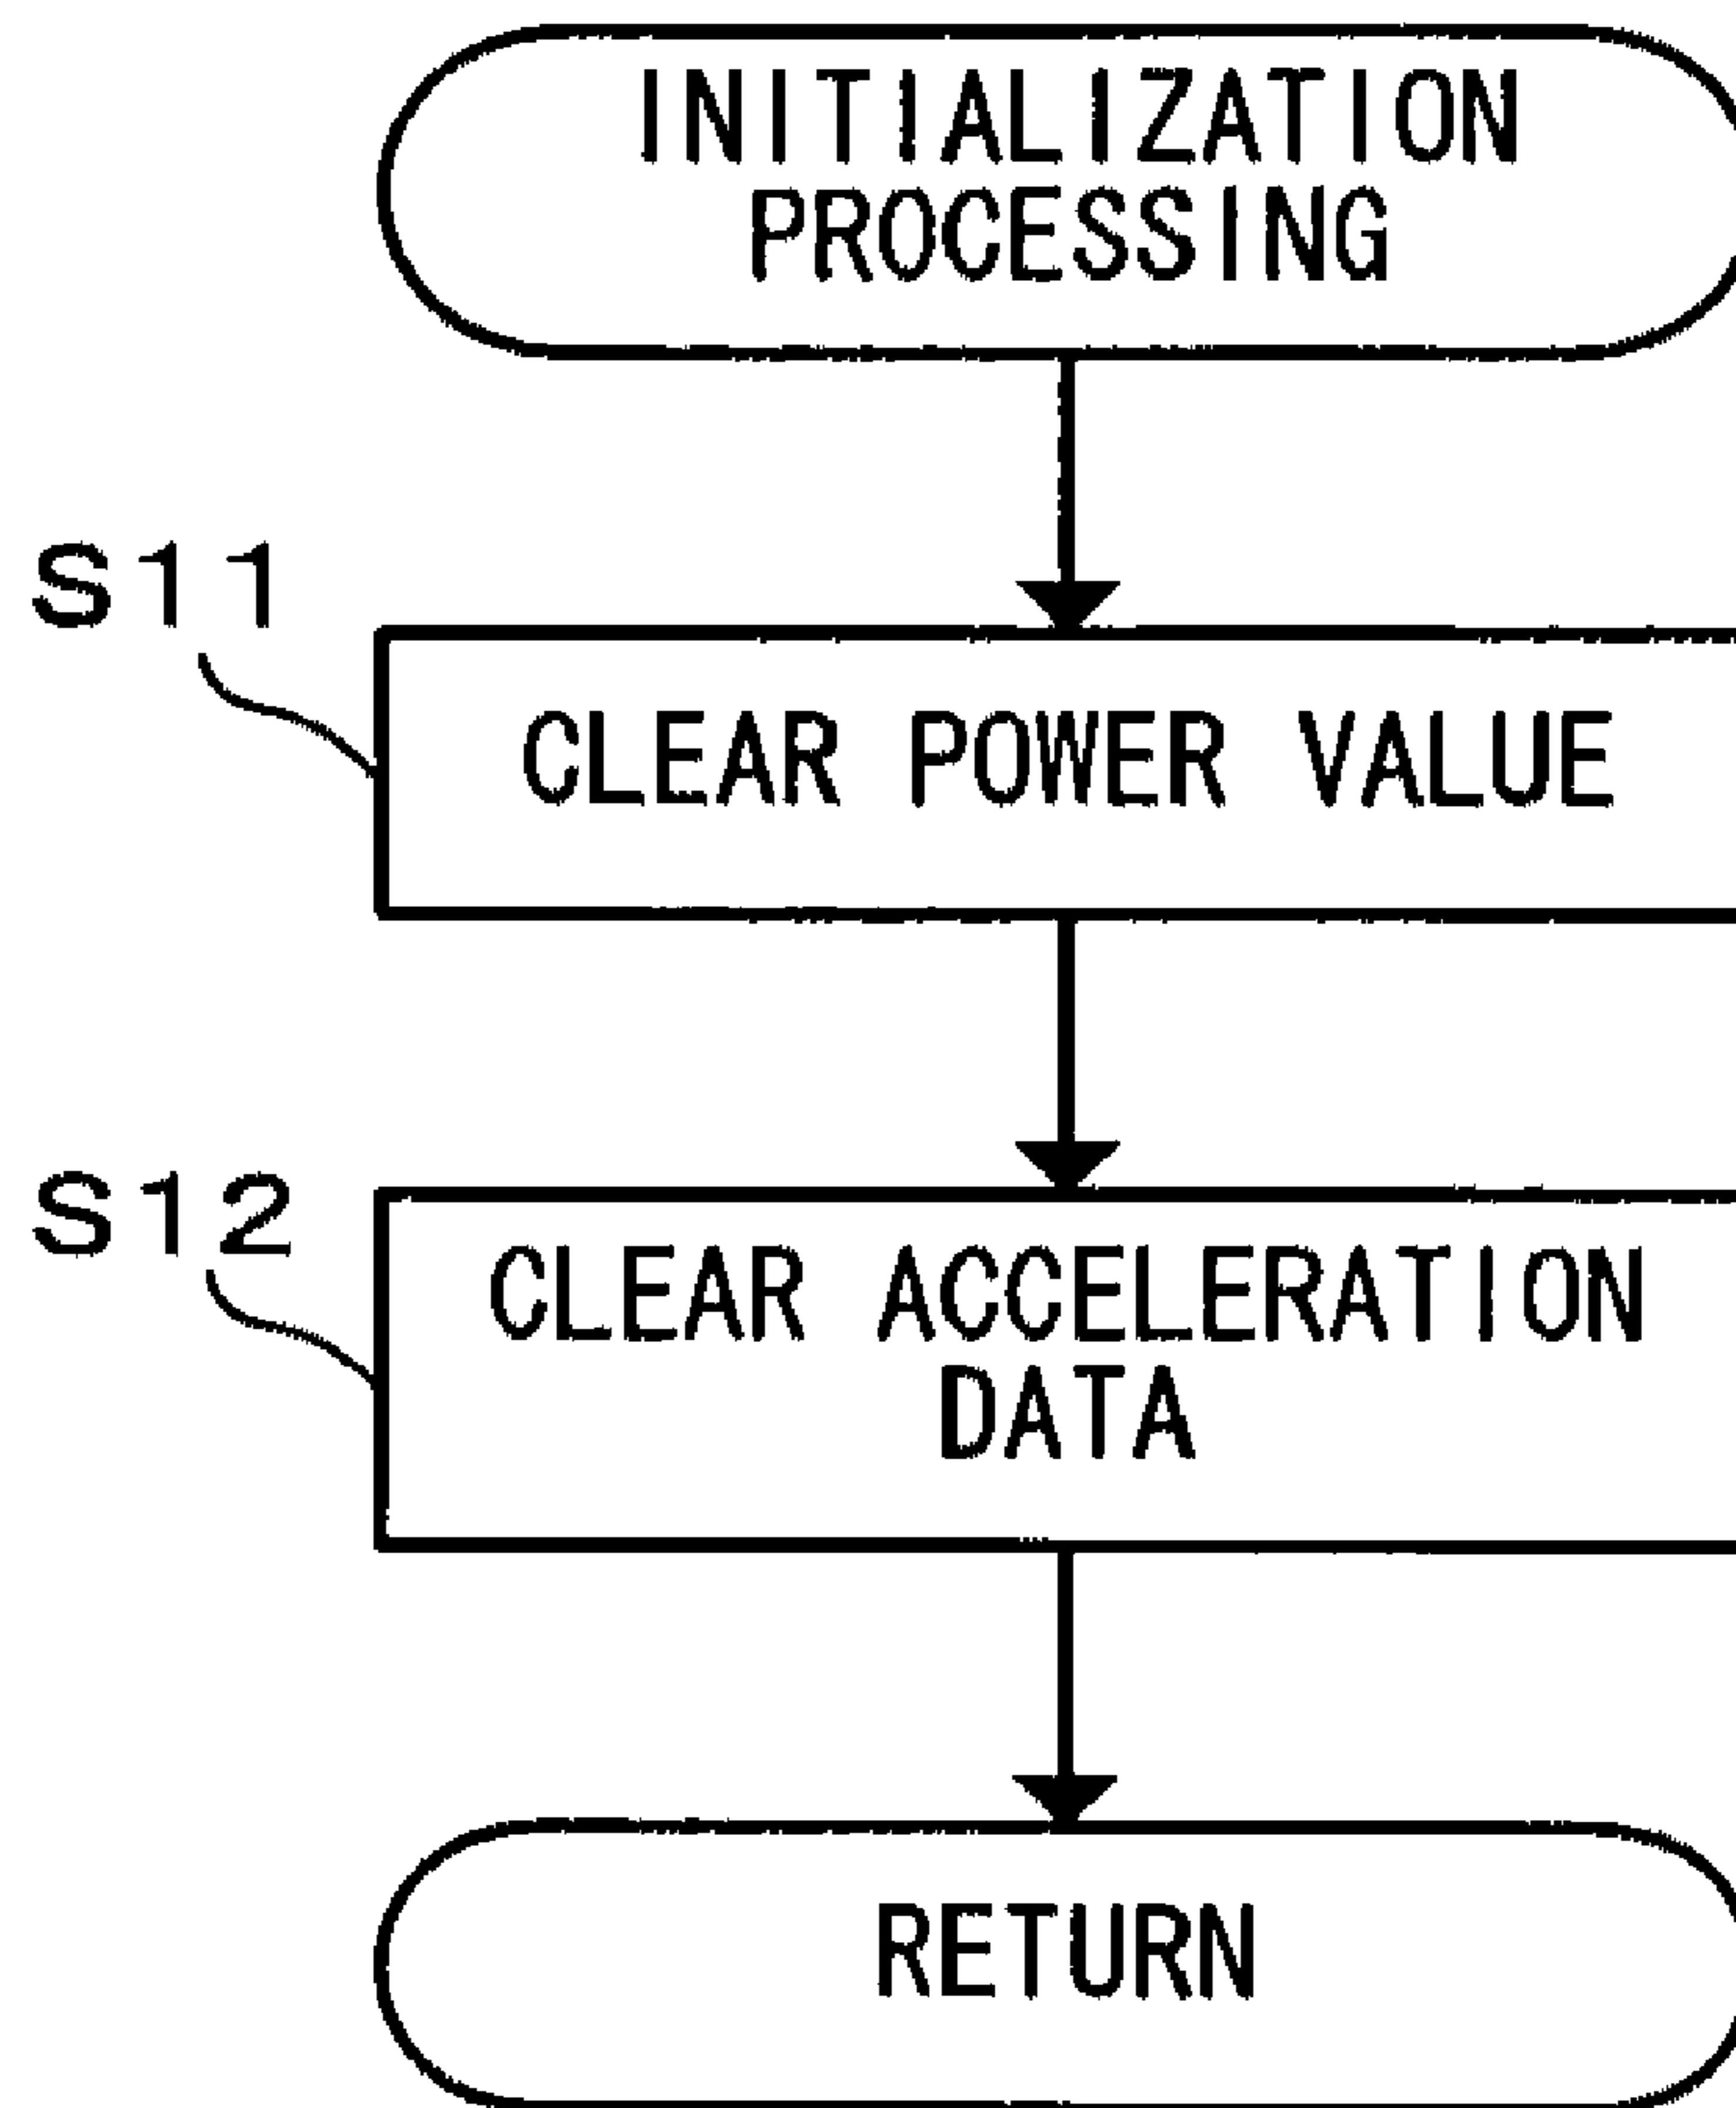 INITIALIZATION
PROCESSING
S11
CLEAR POWER VALUE
S12
CLEAR ACCELERATION
DATA
RETURN